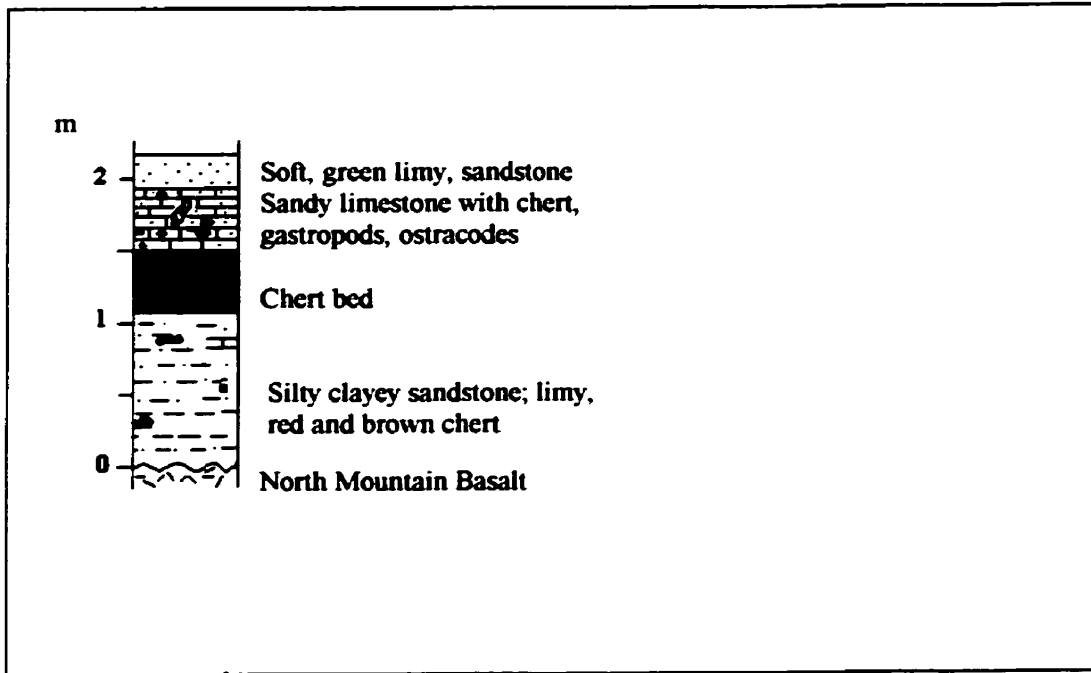 m
2
Soft, green limy, sandstone
Sandy limestone with chert,
gastropods, ostracodes
Chert bed
1
Silty clayey sandstone; limy,
red and brown chert
0
North Mountain Basalt